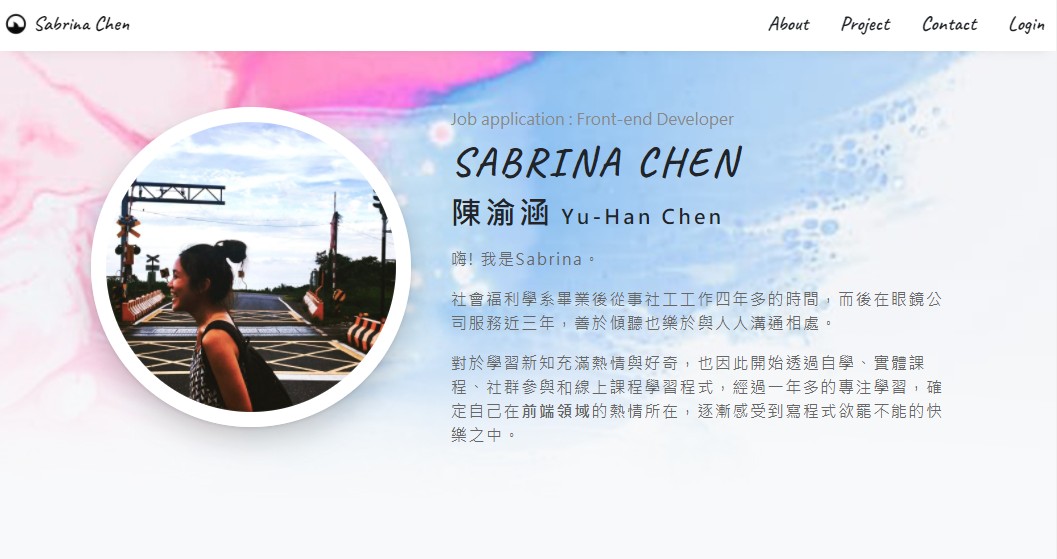 Sabrina Chen
About Project Contact Login
Job application : Front-end Developer
SABRINA CHEN
陳渝涵 Yu-Han Chen
嗨! 我是Sabrina。
社會福利學系畢業後從事社工工作四年多的時間，而後在眼鏡公
司服務近三年，善於傾聽也樂於與人人溝通相處。
對於學習新知充滿熱情與好奇，也因此開始透過自學、實體課
程、社群參與和線上課程學習程式，經過一年多的專注學習，確
定自己在前端領域的熱情所在，逐漸感受到寫程式欲罷不能的快
樂之中。